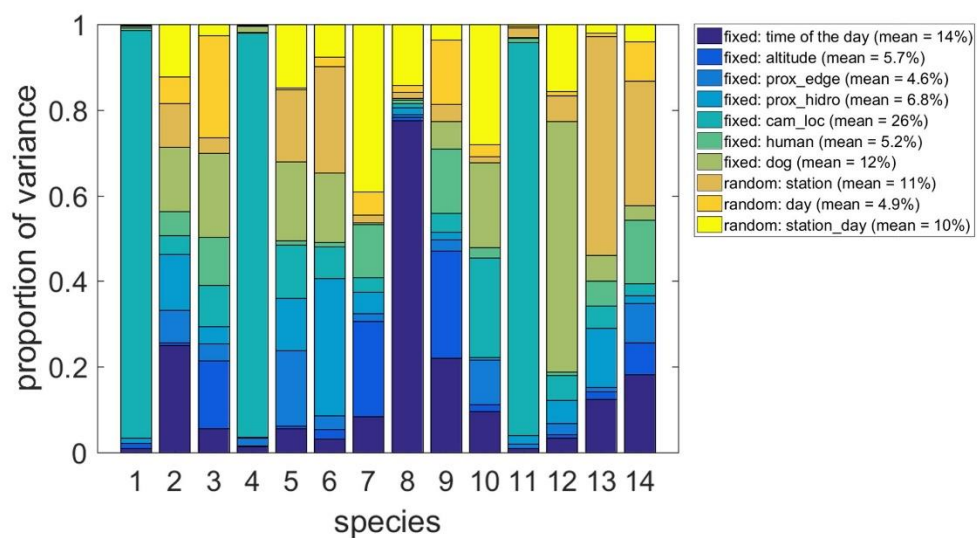 1
0.8
0.6
0.4
0.2
0
proportion of variance
1 2 3 4 5 6 7 8 9 10 11 12 13 14
species
fixed: time of the day (mean = 14%)
fixed: altitude (mean = 5.7%)
fixed: prox_edge (mean = 4.6%)
fixed: prox_hidro (mean = 6.8%)
fixed: cam_loc (mean = 26%)
fixed: human (mean = 5.2%)
fixed: dog (mean = 12%)
random: station (mean = 11%)
random: day (mean = 4.9%)
random: station_day (mean = 10%)